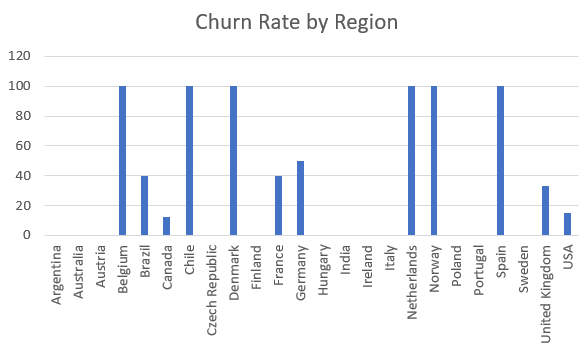 Churn Rate by Region
120
100
80
60
40
20
0
Argentina
Australia
Austria
Belgium
Brazil
Canada
Chile
Czech Republic
Denmark
Finland
France
Germany
Hungary
India
Ireland
Italy
Netherlands
Norway
Poland
Portugal
Spain
Sweden
United Kingdom
USA